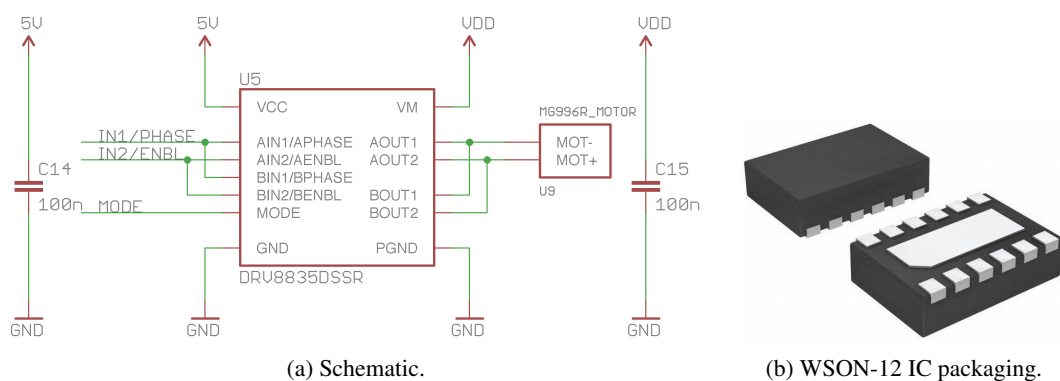 5V
5V
VDD
VDD
U5
VCC
VM
MG996R_MOTOR
IN1/PHASE
AIN1/APHASE
AOUT1
MOT-
IN2/ENBL
AIN2/AENBL
AOUT2
MOT+
C14
BIN1/BPHASE
C15
BIN2/BENBL
BOUT1
U9
100n
MODE
MODE
BOUT2
100n
GND
PGND
DRV8835DSSR
GND
GND
GND
GND
(a) Schematic.
(b) WSON-12 IC packaging.